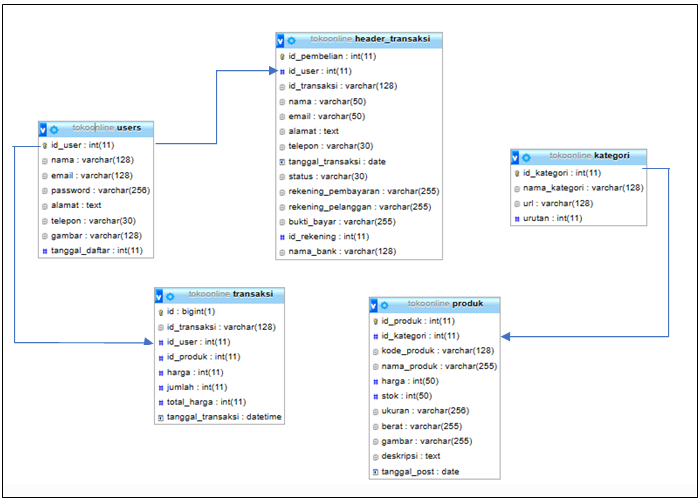 tokoonline header_transaksi
id_pembelian : int(11)
id_user : int(11)
id_transaksi : varchar(128)
nama : varchar(50)
email : varchar(50)
alamat : text
telepon : varchar(30)
tanggal_transaksi : date
status : varchar(30)
rekening_pembayaran : varchar(255)
rekening_pelanggan : varchar(255)
bukti_bayar : varchar(255)
id_rekening : int(11)
nama_bank : varchar(128)
tokoonline users
id_user : int(11)
nama : varchar(128)
email : varchar(128)
password : varchar(256)
alamat : text
telepon : varchar(30)
gambar : varchar(128)
tanggal_daftar : int(11)
tokoonline kategori
id_kategori : int(11)
nama_kategori : varchar(128)
url : varchar(128)
urutan : int(11)
tokoonline transaksi
id : bigint(1)
id_transaksi : varchar(128)
id_user : int(11)
id_produk : int(11)
harga : int(11)
jumlah : int(11)
total_harga : int(11)
tanggal_transaksi : datetime
tokoonline produk
id_produk : int(11)
id_kategori : int(11)
kode_produk : varchar(128)
nama_produk : varchar(255)
harga : int(50)
stok : int(50)
ukuran : varchar(256)
berat : varchar(255)
gambar : varchar(255)
deskripsi : text
tanggal_post : date